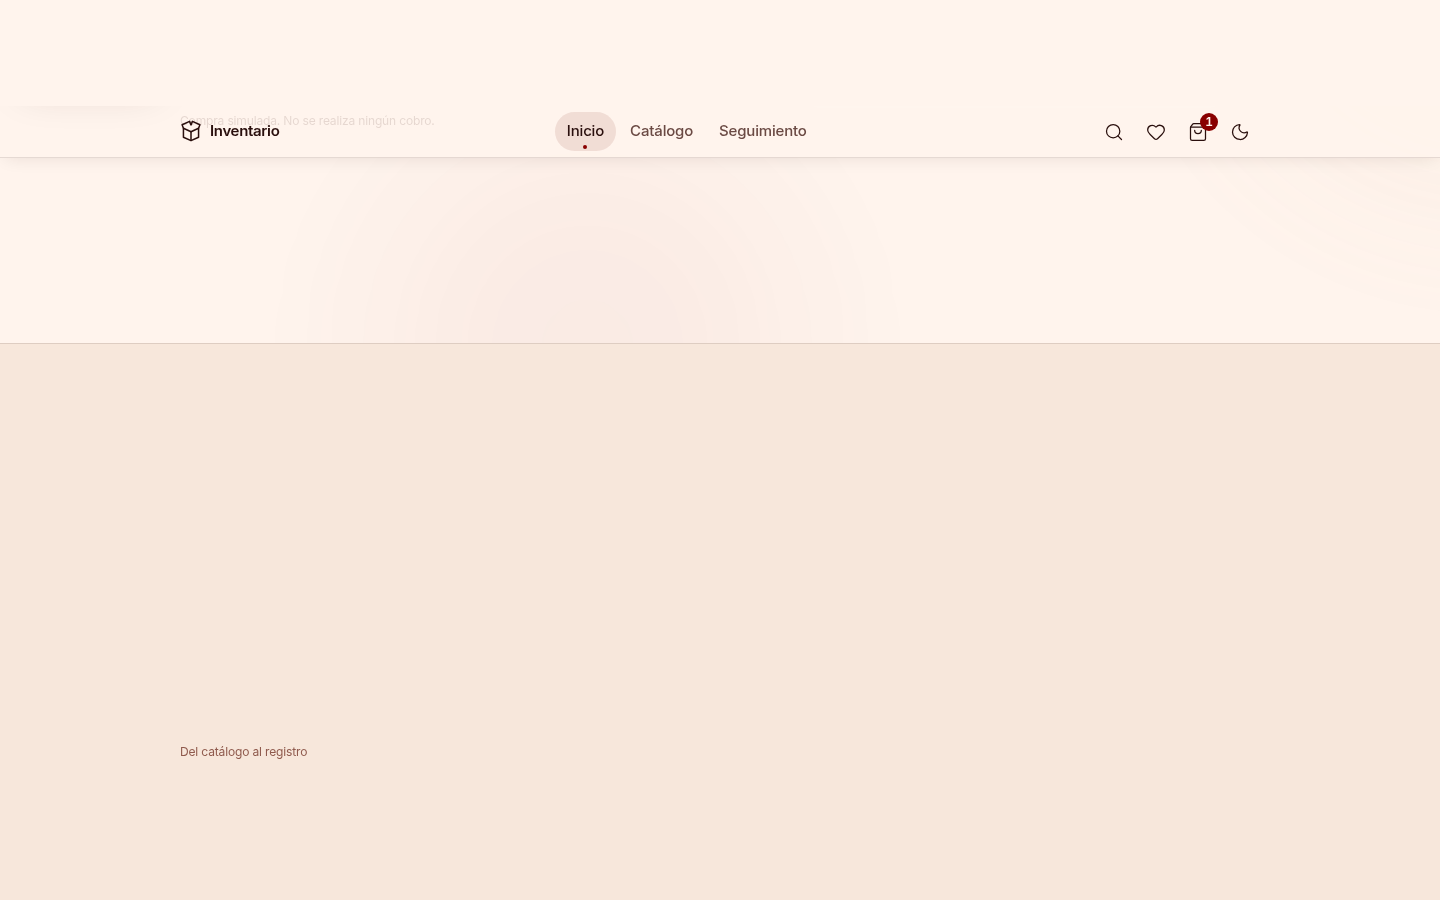 Compra simulada. No se realiza ningún cobro.
Inventario
Inicio
Catálogo
Seguimiento
1
Del catálogo al registro